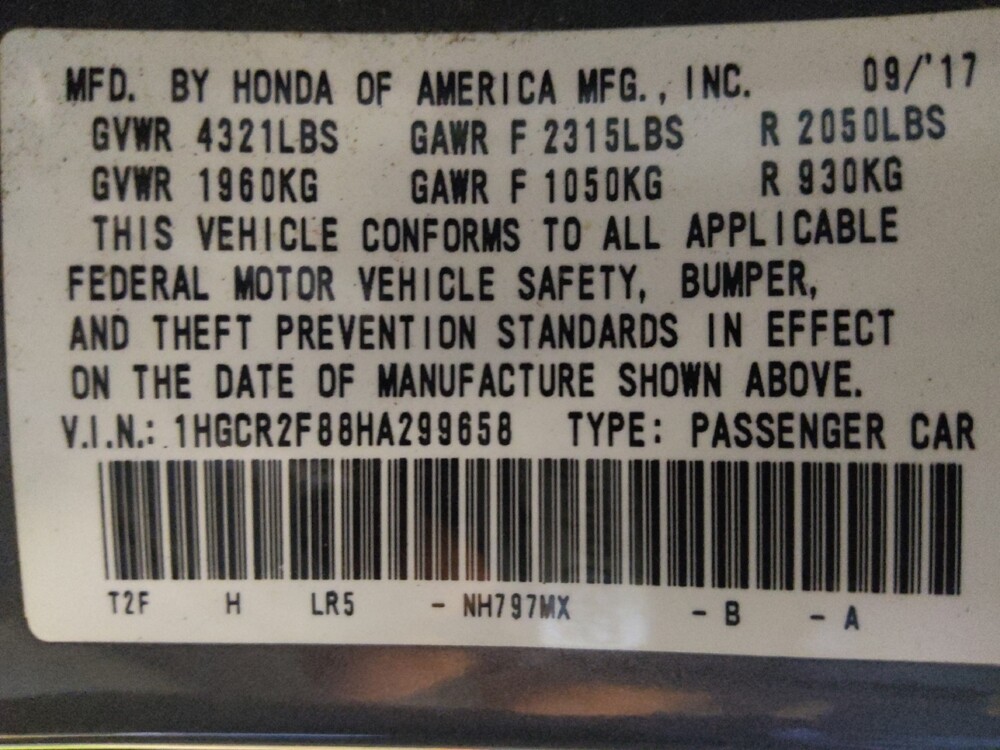 MFD. BY HONDA OF AMERICA MFG., INC. 09/'17
GVWR 4321LBS GAWR F 2315LBS R 2050LBS
GVWR 1960KG GAWR F 1050KG R 930KG
THIS VEHICLE CONFORMS TO ALL APPLICABLE
FEDERAL MOTOR VEHICLE SAFETY, BUMPER,
AND THEFT PREVENTION STANDARDS IN EFFECT
ON THE DATE OF MANUFACTURE SHOWN ABOVE.
V.I.N.: 1HGCR2F88HA299658 TYPE: PASSENGER CAR
T2F H LR5 - NH797MX - B - A